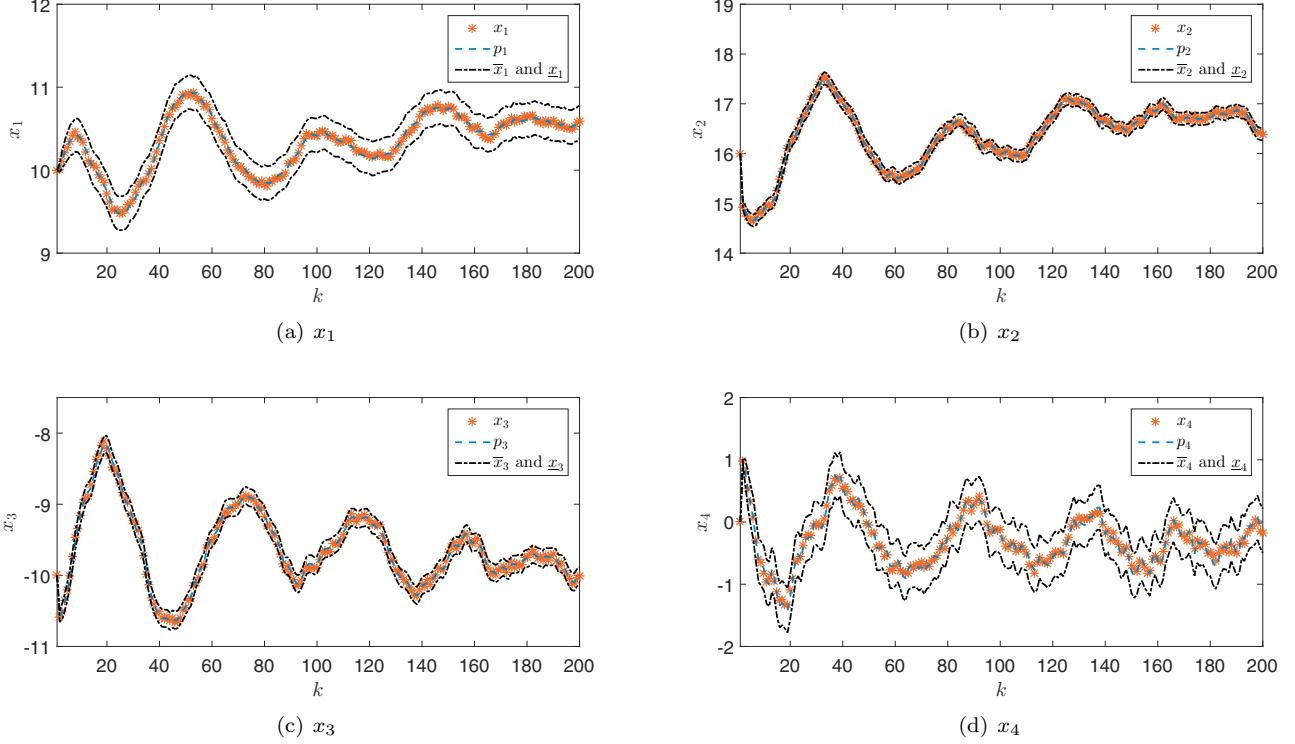 12
11
10
9
x₁
20 40 60 80 100 120 140 160 180 200
k
x₁
p₁
x̅₁ and x̲₁
(a) x₁
19
18
17
16
15
14
x₂
20 40 60 80 100 120 140 160 180 200
k
x₂
p₂
x̅₂ and x̲₂
(b) x₂
-8
-9
-10
-11
x₃
20 40 60 80 100 120 140 160 180 200
k
x₃
p₃
x̅₃ and x̲₃
(c) x₃
2
1
0
-1
-2
x₄
20 40 60 80 100 120 140 160 180 200
k
x₄
p₄
x̅₄ and x̲₄
(d) x₄